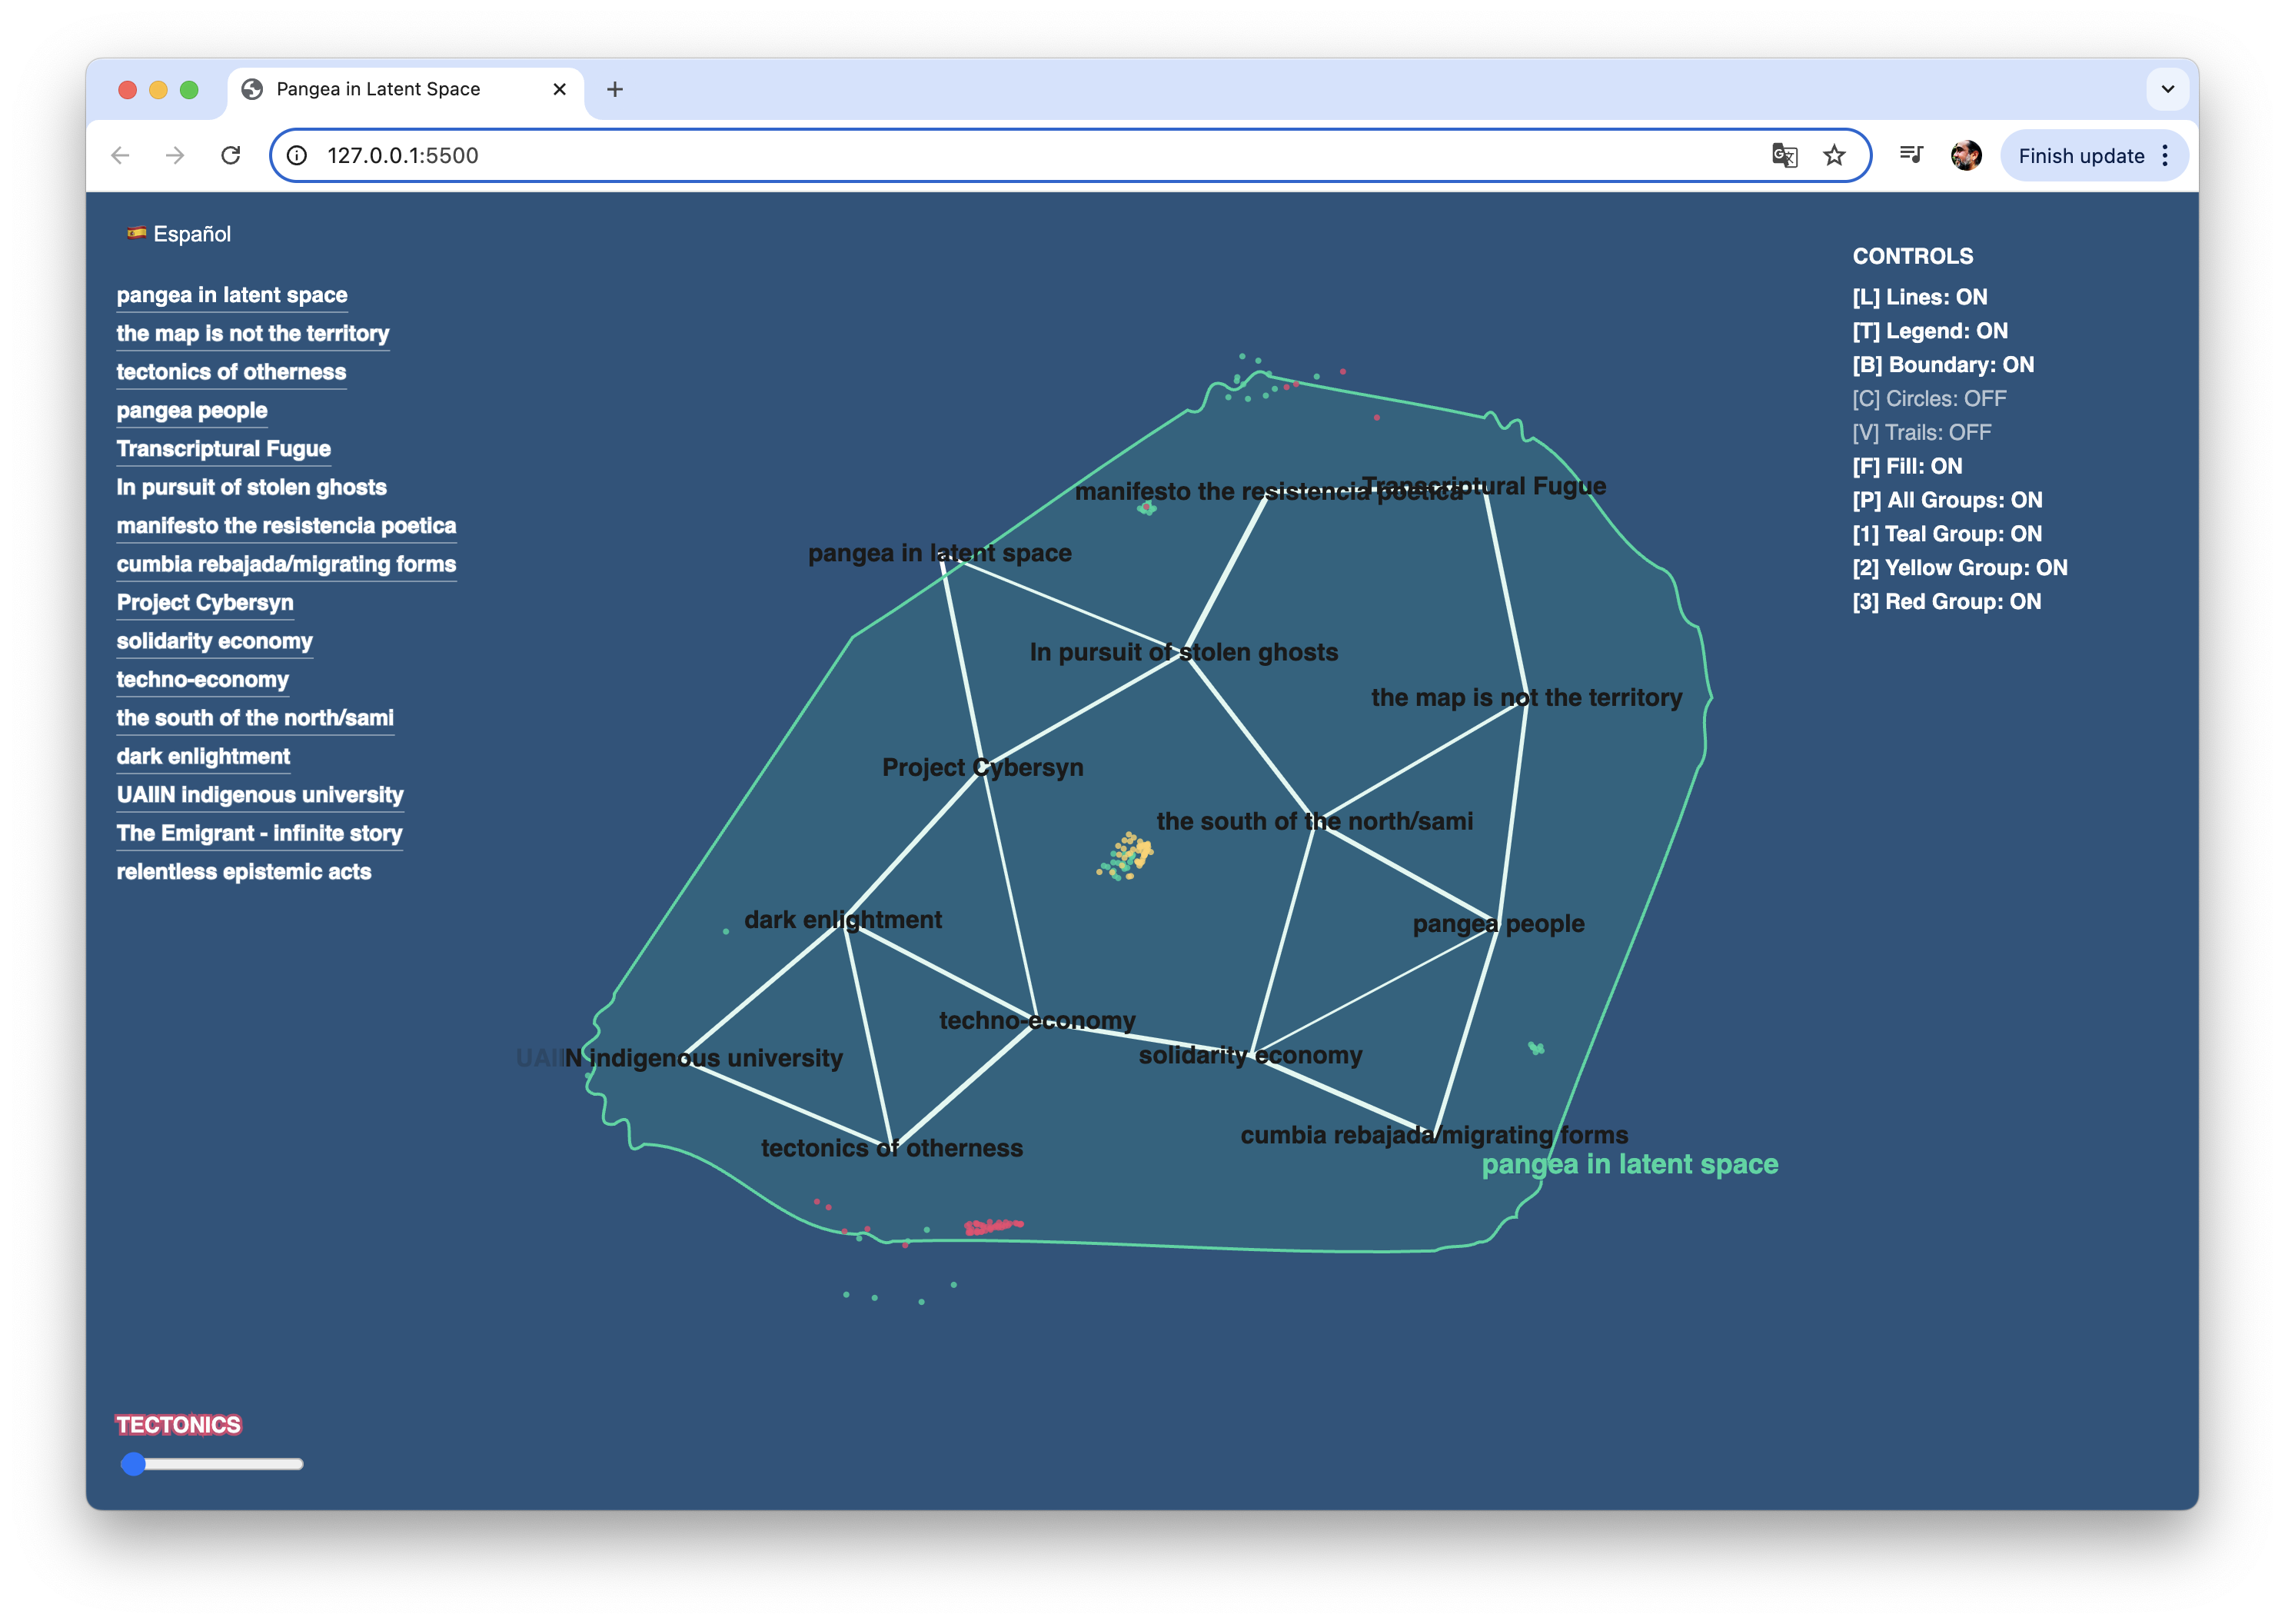 Pangea in Latent Space
127.0.0.1:5500
Finish update
Español
pangea in latent space
the map is not the territory
tectonics of otherness
pangea people
Transcriptural Fugue
In pursuit of stolen ghosts
manifesto the resistencia poetica
cumbia rebajada/migrating forms
Project Cybersyn
solidarity economy
techno-economy
the south of the north/sami
dark enlightment
UAIIN indigenous university
The Emigrant - infinite story
relentless epistemic acts
CONTROLS
[L] Lines: ON
[T] Legend: ON
[B] Boundary: ON
[C] Circles: OFF
[V] Trails: OFF
[F] Fill: ON
[P] All Groups: ON
[1] Teal Group: ON
[2] Yellow Group: ON
[3] Red Group: ON
manifesto the resistencia poetica
Transcriptural Fugue
pangea in latent space
In pursuit of stolen ghosts
the map is not the territory
Project Cybersyn
the south of the north/sami
dark enlightment
pangea people
techno-economy
UAIIN indigenous university
solidarity economy
tectonics of otherness
cumbia rebajada/migrating forms
pangea in latent space
TECTONICS